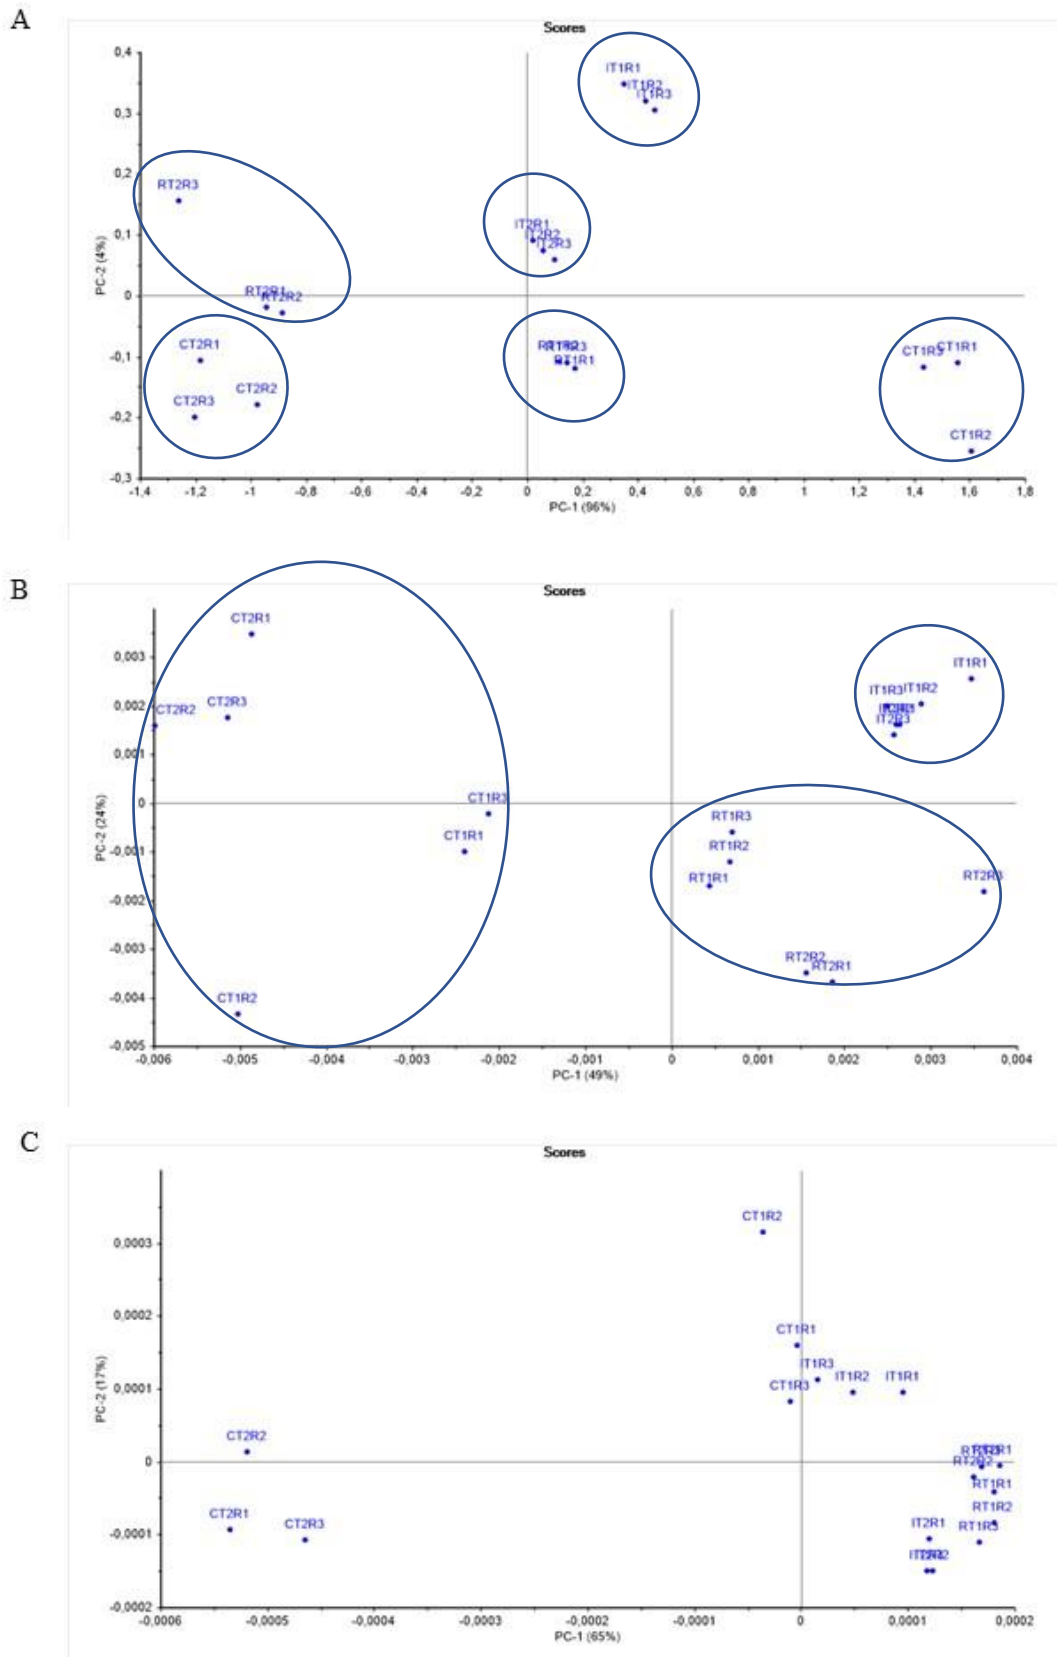 A
Scores
0,4
IT1R1
IT1R2
IT1R3
0,3
0,2
RT2R3
IT2R1
IT2R2
IT2R3
0,1
PC-2 (4%)
0
RT2R1
RT2R2
CT2R1
RT1R2
RT1R3
RT1R1
CT1R3
CT1R1
-0,1
CT2R2
CT2R3
-0,2
CT1R2
-0,3
-1,4 -1,2 -1 -0,8 -0,6 -0,4 -0,2 0 0,2 0,4 0,6 0,8 1 1,2 1,4 1,6 1,8
PC-1 (96%)
B
Scores
CT2R1
0,003
IT1R1
IT1R3
IT1R2
CT2R3
CT2R2
0,002
IT2R3
0,001
PC-2 (24%)
0
CT1R3
RT1R3
CT1R1
RT1R2
-0,001
RT1R1
RT2R3
-0,002
-0,003
RT2R2
RT2R1
CT1R2
-0,004
-0,005
-0,006 -0,005 -0,004 -0,003 -0,002 -0,001 0 0,001 0,002 0,003 0,004
PC-1 (49%)
C
Scores
CT1R2
0,0003
0,0002
CT1R1
IT1R3
IT1R2
IT1R1
CT1R3
0,0001
PC-2 (17%)
CT2R2
RT2R1
RT2R2
0
RT1R1
CT2R1
CT2R3
RT1R2
IT2R1
RT1R3
-0,0001
-0,0002
-0,0006 -0,0005 -0,0004 -0,0003 -0,0002 -0,0001 0 0,0001 0,0002
PC-1 (65%)